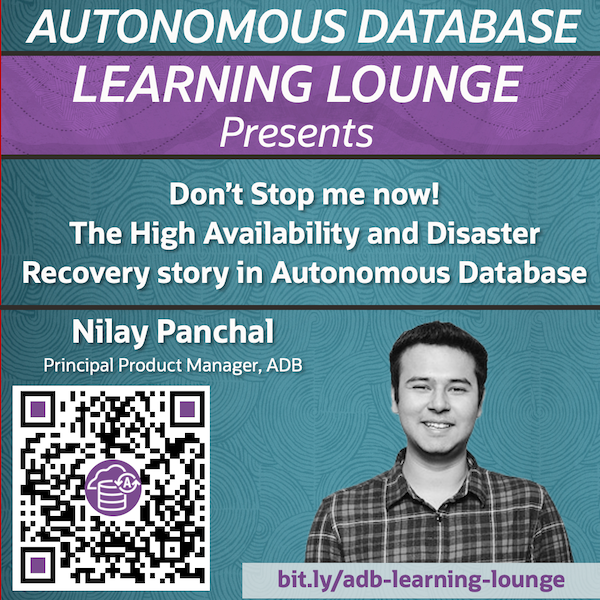 AUTONOMOUS DATABASE
LEARNING LOUNGE
Presents
Don’t Stop me now!
The High Availability and Disaster
Recovery story in Autonomous Database
Nilay Panchal
Principal Product Manager, ADB
A
bit.ly/adb-learning-lounge